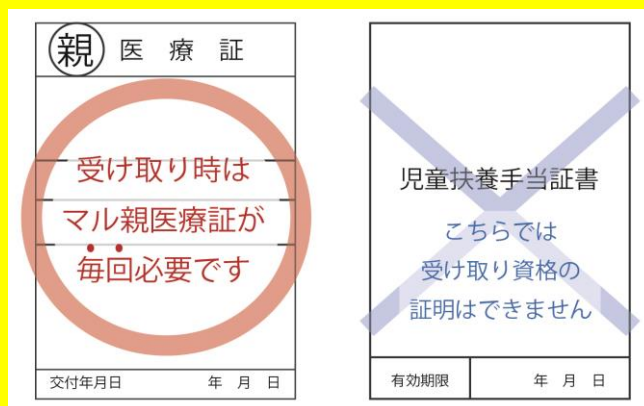 親 医療証
受け取り時は
マル親医療証が
毎回必要です
交付年月日 年 月 日
児童扶養手当証書
こちらでは
受け取り資格の
証明はできません
有効期限 年 月 日